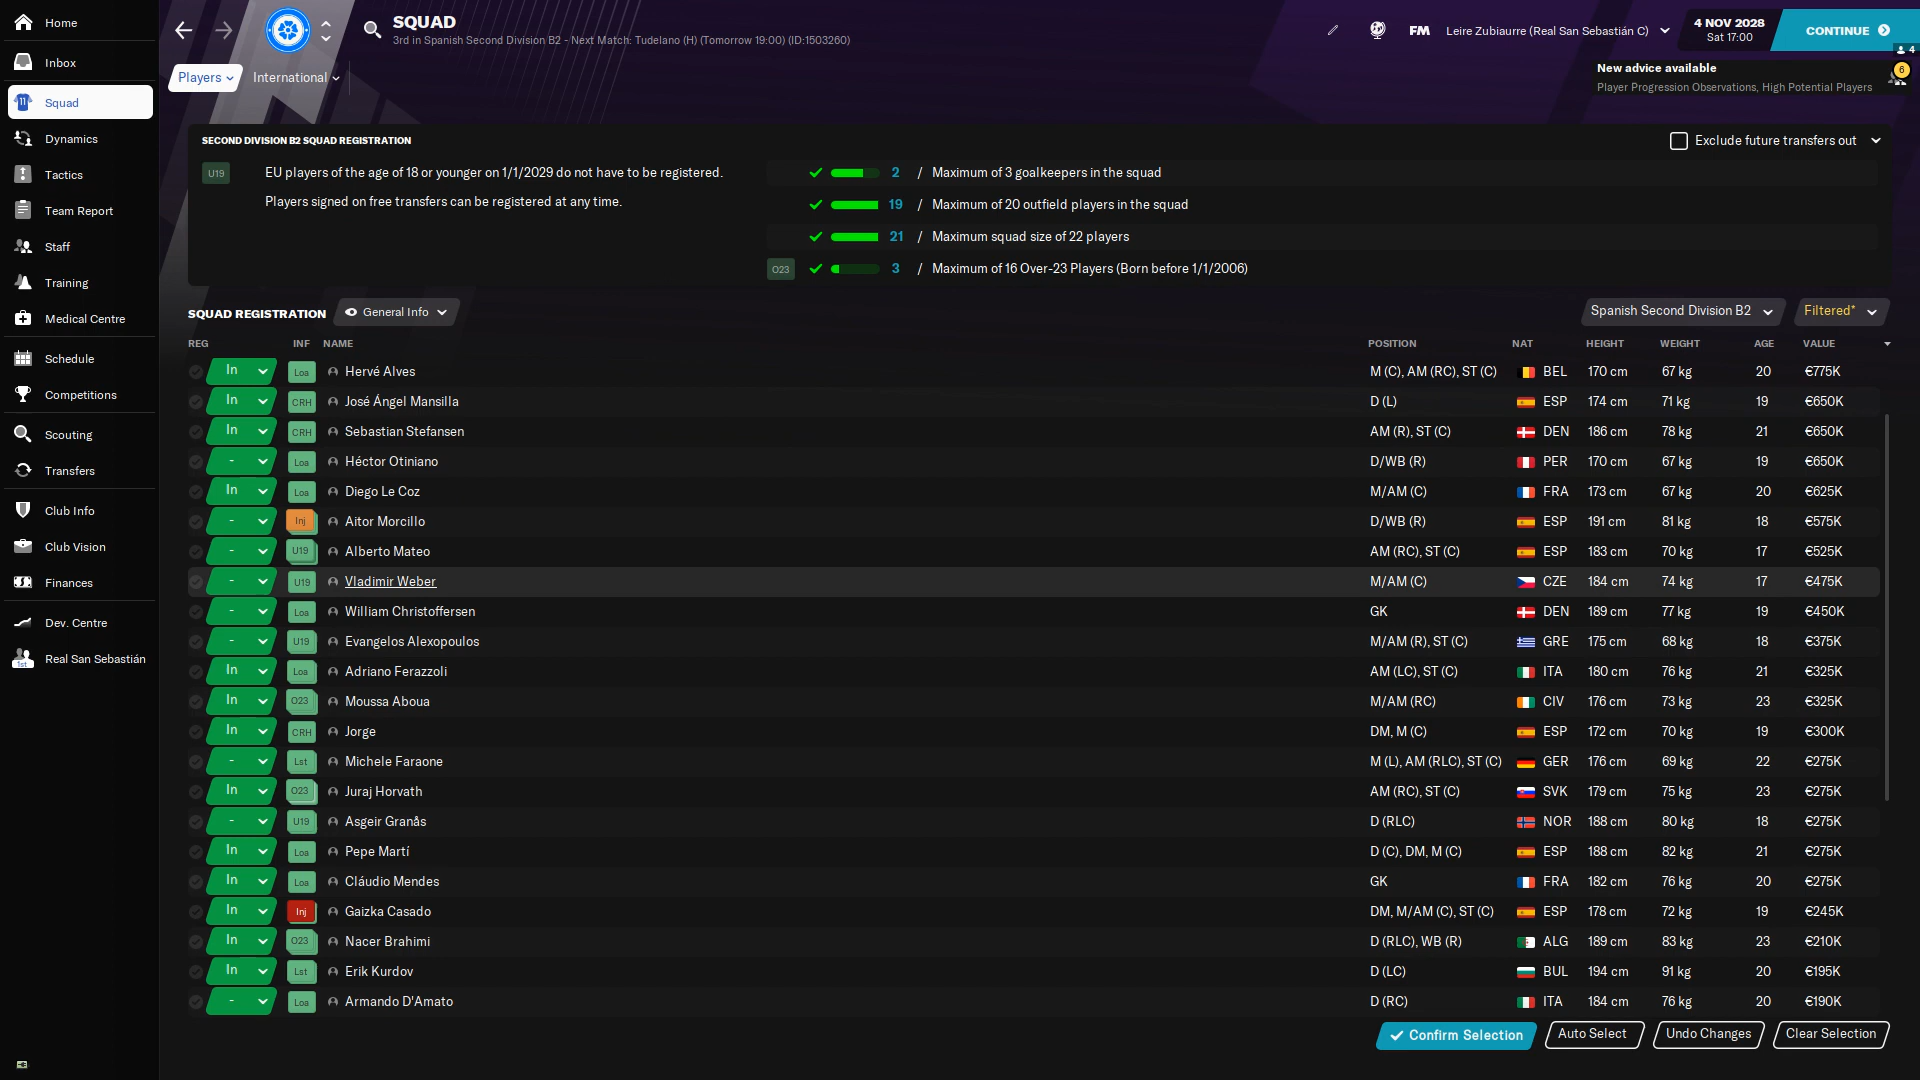 Home
Inbox
Squad
Dynamics
Tactics
Team Report
Staff
Training
Medical Centre
Schedule
Competitions
Scouting
Transfers
Club Info
Club Vision
Finances
Dev. Centre
Real San Sebastián
SQUAD
3rd in Spanish Second Division B2 - Next Match: Tudelano (H) (Tomorrow 19:00) (ID:1503260)
FM
Leire Zubiaurre (Real San Sebastián C)
4 NOV 2028
Sat 17:00
CONTINUE
4
Players
International
New advice available
Player Progression Observations, High Potential Players
6
SECOND DIVISION B2 SQUAD REGISTRATION
Exclude future transfers out
U19 EU players of the age of 18 or younger on 1/1/2029 do not have to be registered.
Players signed on free transfers can be registered at any time.
2 / Maximum of 3 goalkeepers in the squad
19 / Maximum of 20 outfield players in the squad
21 / Maximum squad size of 22 players
O23 3 / Maximum of 16 Over-23 Players (Born before 1/1/2006)
SQUAD REGISTRATION General Info
Spanish Second Division B2 Filtered*
REG INF NAME POSITION NAT HEIGHT WEIGHT AGE VALUE
In Loa Hervé Alves M (C), AM (RC), ST (C) BEL 170 cm 67 kg 20 €775K
In CRH José Ángel Mansilla D (L) ESP 174 cm 71 kg 19 €650K
In CRH Sebastian Stefansen AM (R), ST (C) DEN 186 cm 78 kg 21 €650K
- Loa Héctor Otiniano D/WB (R) PER 170 cm 67 kg 19 €650K
In Loa Diego Le Coz M/AM (C) FRA 173 cm 67 kg 20 €625K
- Inj Aitor Morcillo D/WB (R) ESP 191 cm 81 kg 18 €575K
- U19 Alberto Mateo AM (RC), ST (C) ESP 183 cm 70 kg 17 €525K
- U19 Vladimir Weber M/AM (C) CZE 184 cm 74 kg 17 €475K
- Loa William Christoffersen GK DEN 189 cm 77 kg 19 €450K
- U19 Evangelos Alexopoulos M/AM (R), ST (C) GRE 175 cm 68 kg 18 €375K
In Loa Adriano Ferazzoli AM (LC), ST (C) ITA 180 cm 76 kg 21 €325K
In O23 Moussa Aboua M/AM (RC) CIV 176 cm 73 kg 23 €325K
In CRH Jorge DM, M (C) ESP 172 cm 70 kg 19 €300K
- Lst Michele Faraone M (L), AM (RLC), ST (C) GER 176 cm 69 kg 22 €275K
In O23 Juraj Horvath AM (RC), ST (C) SVK 179 cm 75 kg 23 €275K
- U19 Asgeir Granås D (RLC) NOR 188 cm 80 kg 18 €275K
In Loa Pepe Martí D (C), DM, M (C) ESP 188 cm 82 kg 21 €275K
In Loa Cláudio Mendes GK FRA 182 cm 76 kg 20 €275K
In Inj Gaizka Casado DM, M/AM (C), ST (C) ESP 178 cm 72 kg 19 €245K
In O23 Nacer Brahimi D (RLC), WB (R) ALG 189 cm 83 kg 23 €210K
In Lst Erik Kurdov D (LC) BUL 194 cm 91 kg 20 €195K
- Loa Armando D'Amato D (RC) ITA 184 cm 76 kg 20 €190K
Confirm Selection Auto Select Undo Changes Clear Selection